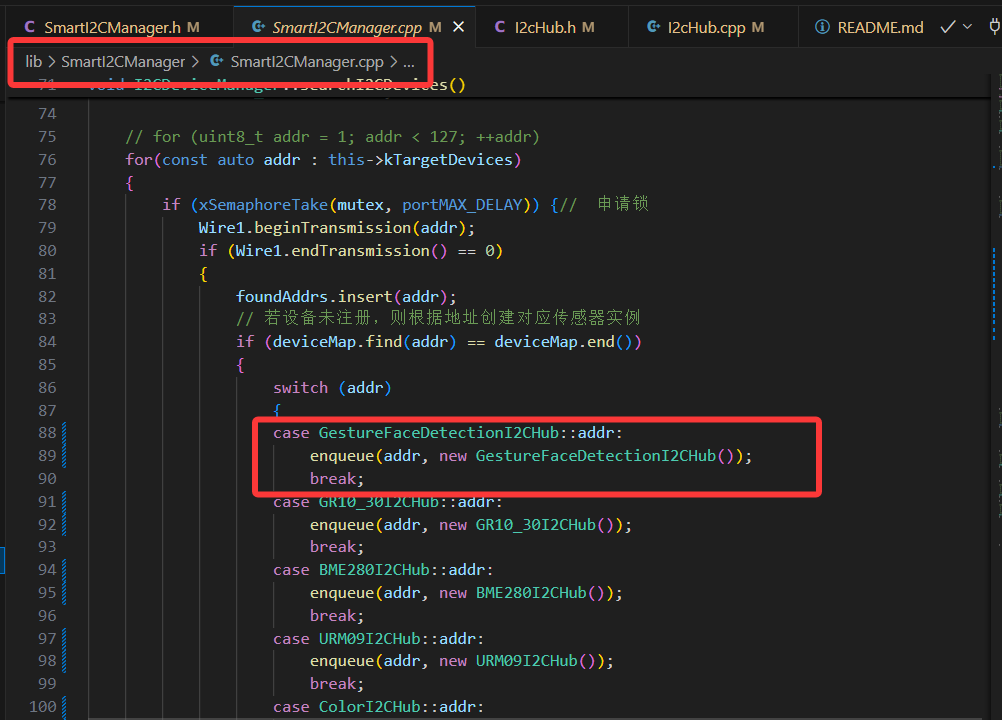 SmartI2CManager.h M SmartI2CManager.cpp M I2cHub.h M I2cHub.cpp M README.md
lib > SmartI2CManager > SmartI2CManager.cpp > ...
71 void I2CDeviceManager::searchI2CDevices()
74
75 // for (uint8_t addr = 1; addr < 127; ++addr)
76 for(const auto addr : this->kTargetDevices)
77 {
78 if (xSemaphoreTake(mutex, portMAX_DELAY)) {// 申请锁
79 Wire1.beginTransmission(addr);
80 if (Wire1.endTransmission() == 0)
81 {
82 foundAddrs.insert(addr);
83 // 若设备未注册，则根据地址创建对应传感器实例
84 if (deviceMap.find(addr) == deviceMap.end())
85 {
86 switch (addr)
87 {
88 case GestureFaceDetectionI2CHub::addr:
89 enqueue(addr, new GestureFaceDetectionI2CHub());
90 break;
91 case GR10_30I2CHub::addr:
92 enqueue(addr, new GR10_30I2CHub());
93 break;
94 case BME280I2CHub::addr:
95 enqueue(addr, new BME280I2CHub());
96 break;
97 case URM09I2CHub::addr:
98 enqueue(addr, new URM09I2CHub());
99 break;
100 case ColorI2CHub::addr: